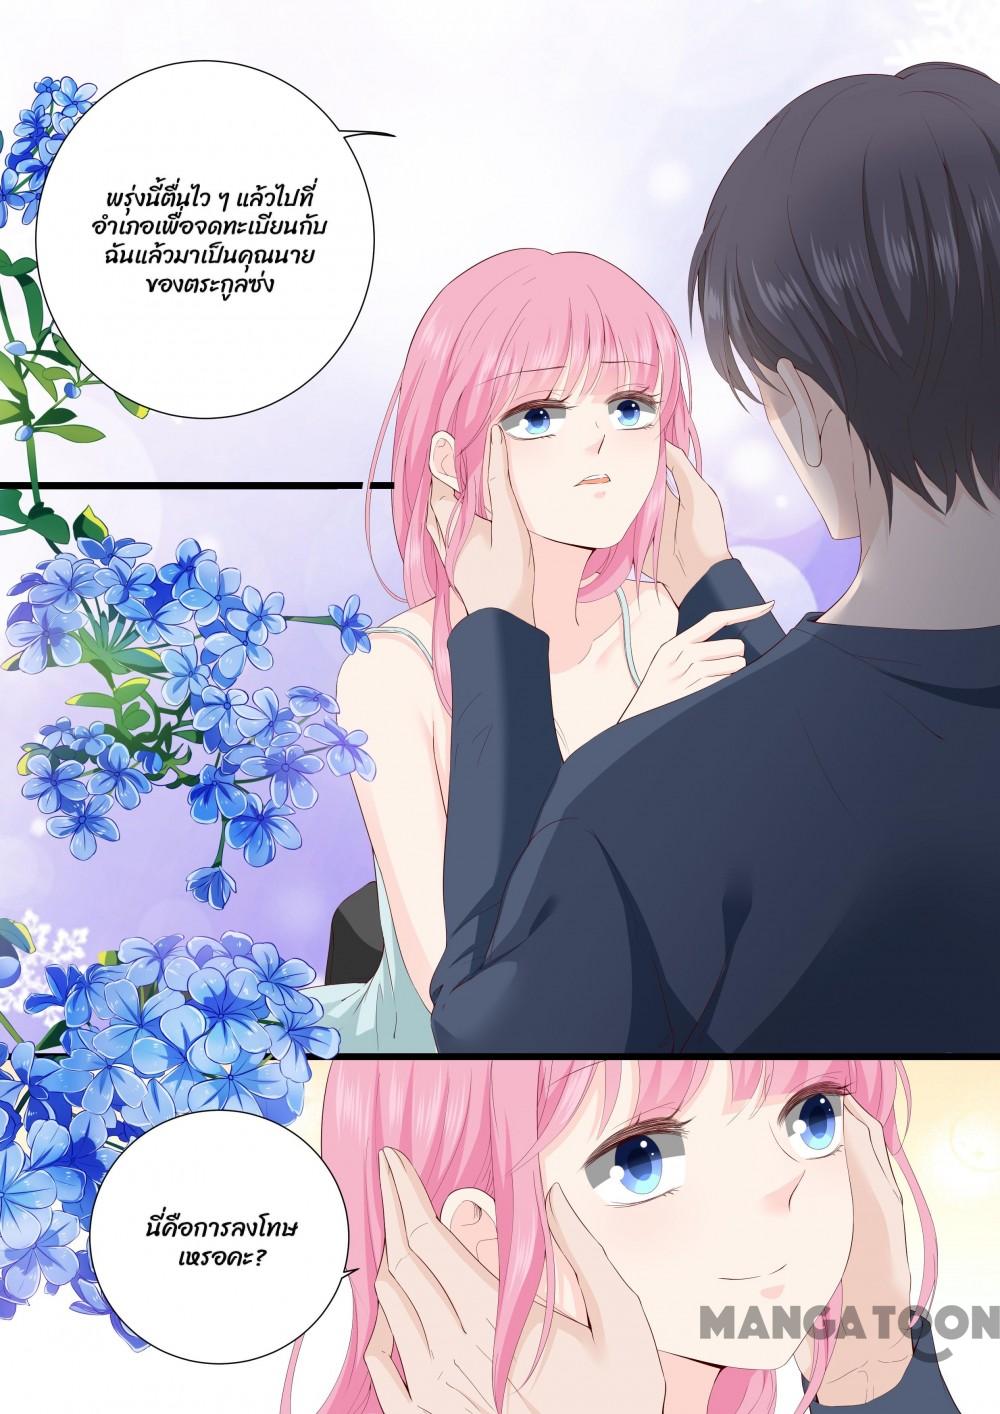 พรุ่งนี้ตื่นไว ๆ แล้วไปที่
อำเภอเพื่อจดทะเบียนกับ
ฉันแล้วมาเป็นคุณนาย
ของตระกูลซ่ง
นี่คือการลงโทษ
เหรอคะ?
MANGATOON